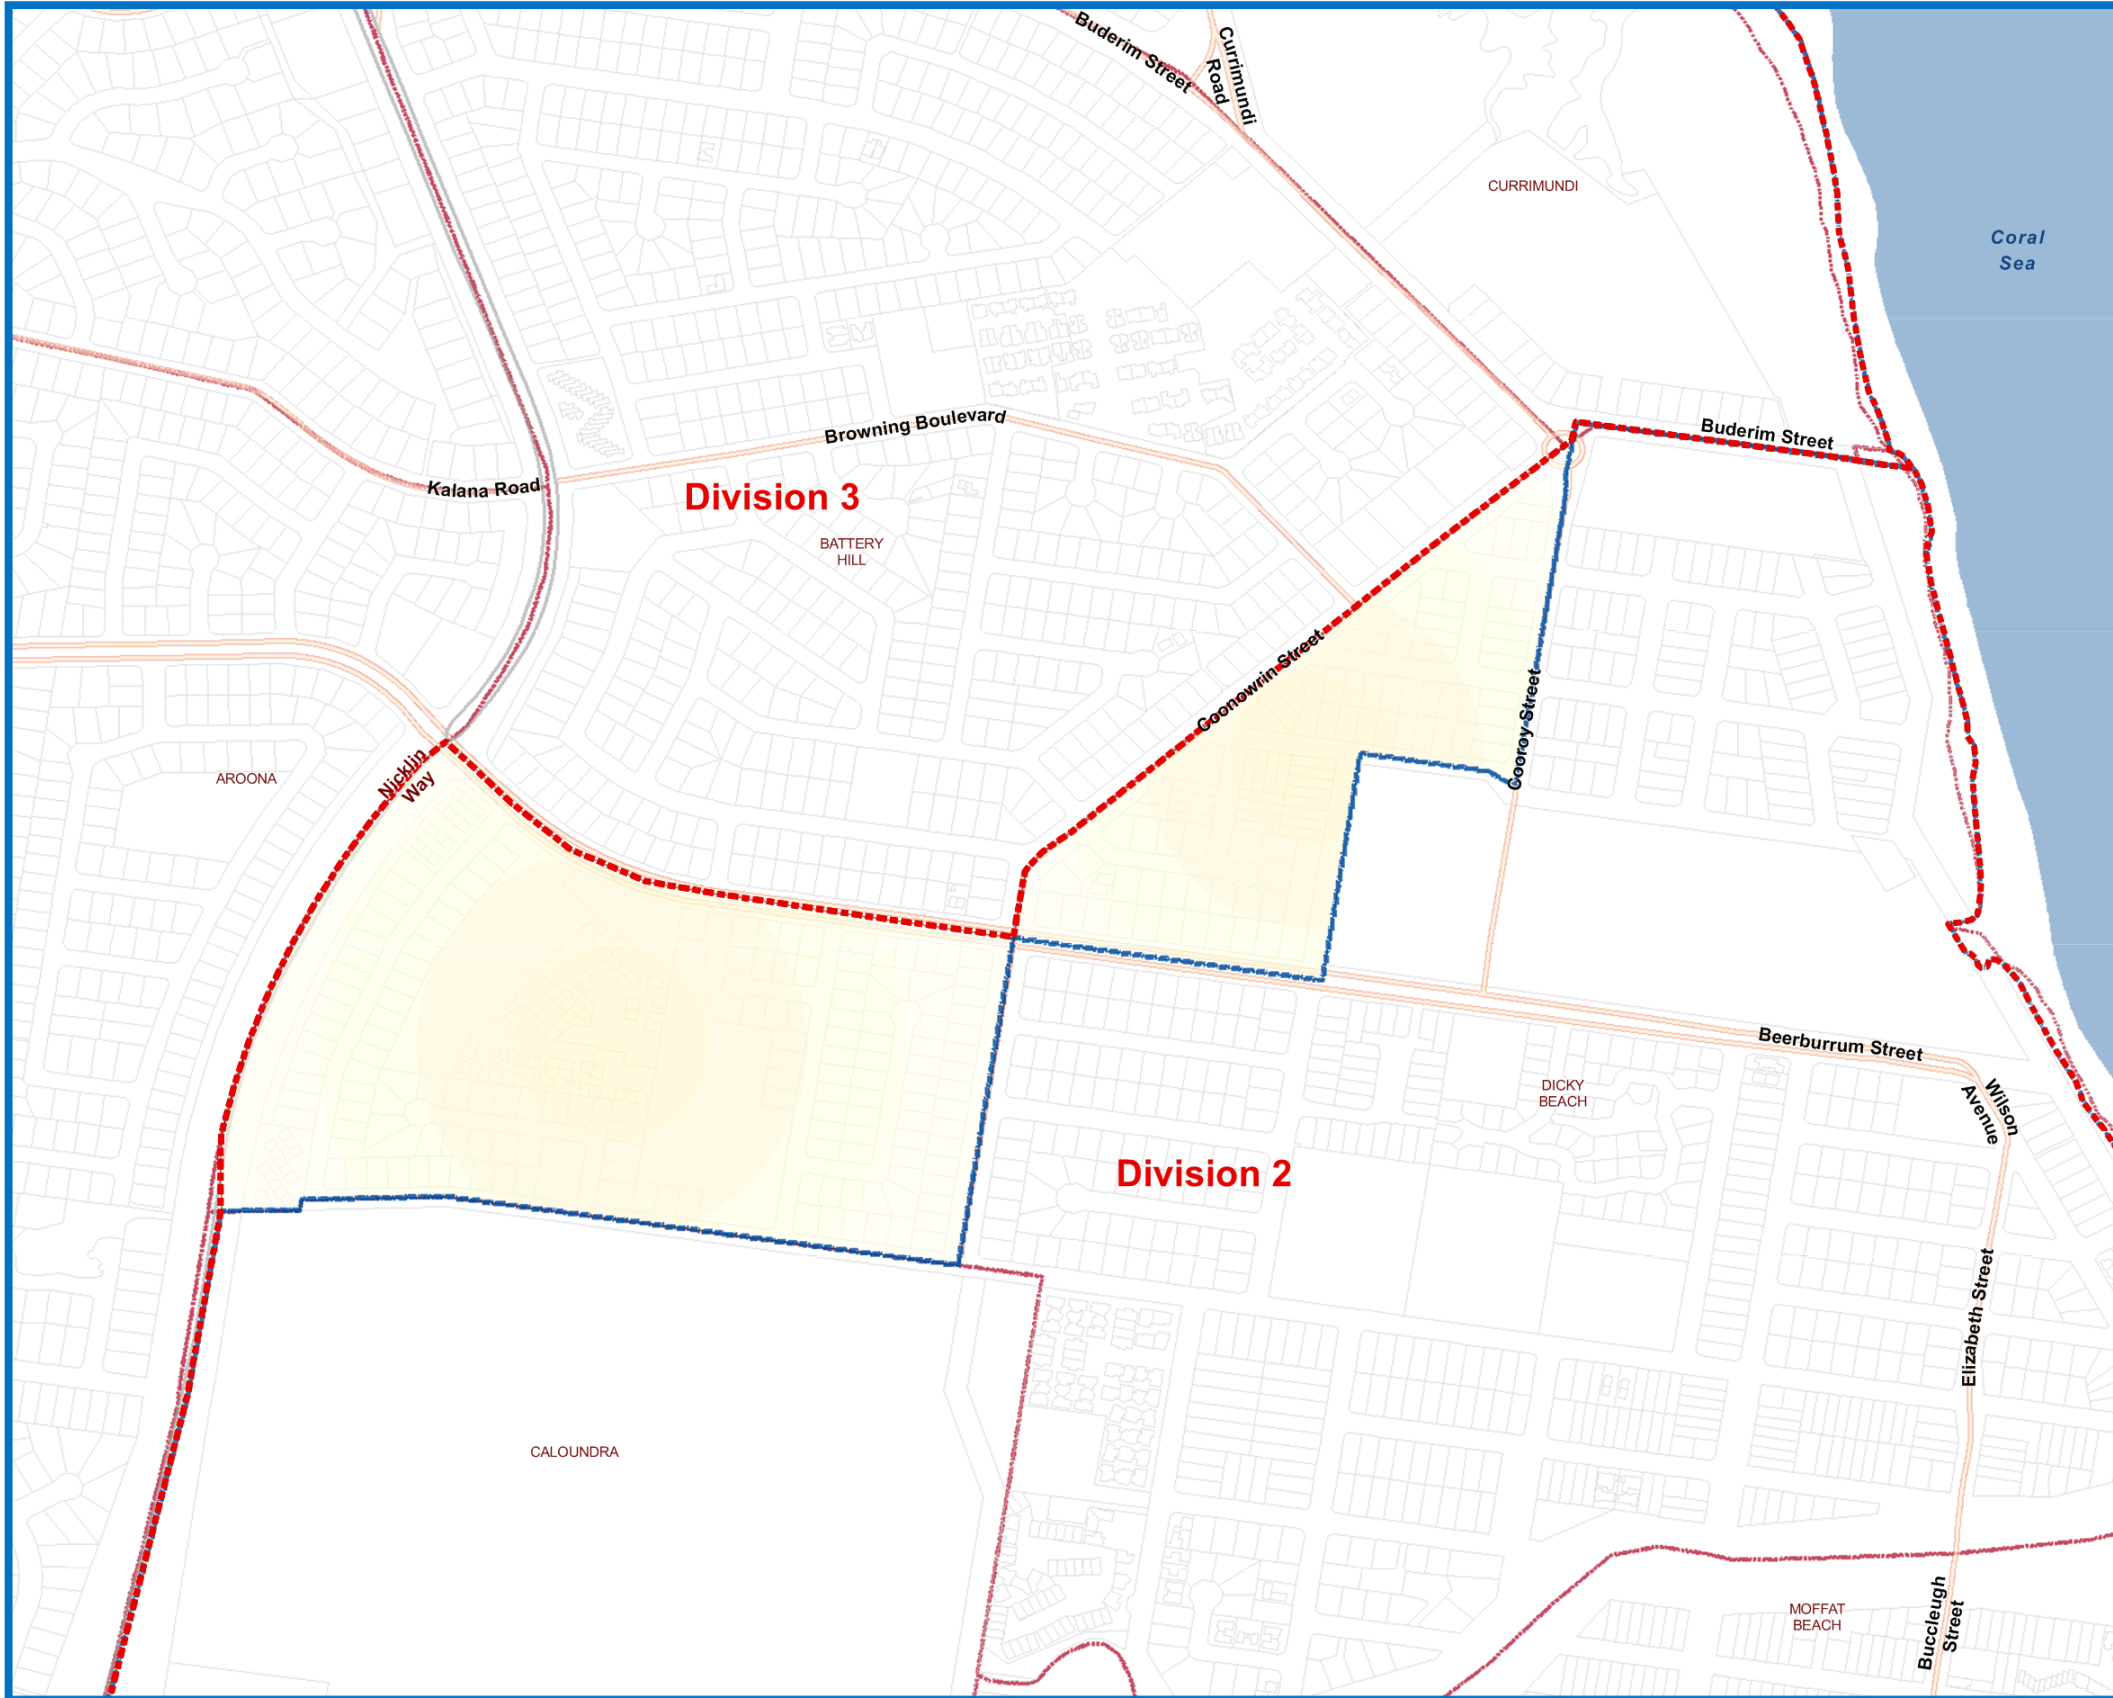 Buderim Street
Currimundi
Road
CURRIMUNDI
Coral
Sea
Browning Boulevard
Buderim Street
Kalana Road
Division 3
BATTERY
HILL
Coonowrin Street
Cooroy Street
AROONA
Nicklin
Way
Beerburrum Street
DICKY
BEACH
Wilson
Avenue
Division 2
Elizabeth Street
CALOUNDRA
MOFFAT
BEACH
Buccleugh
Street